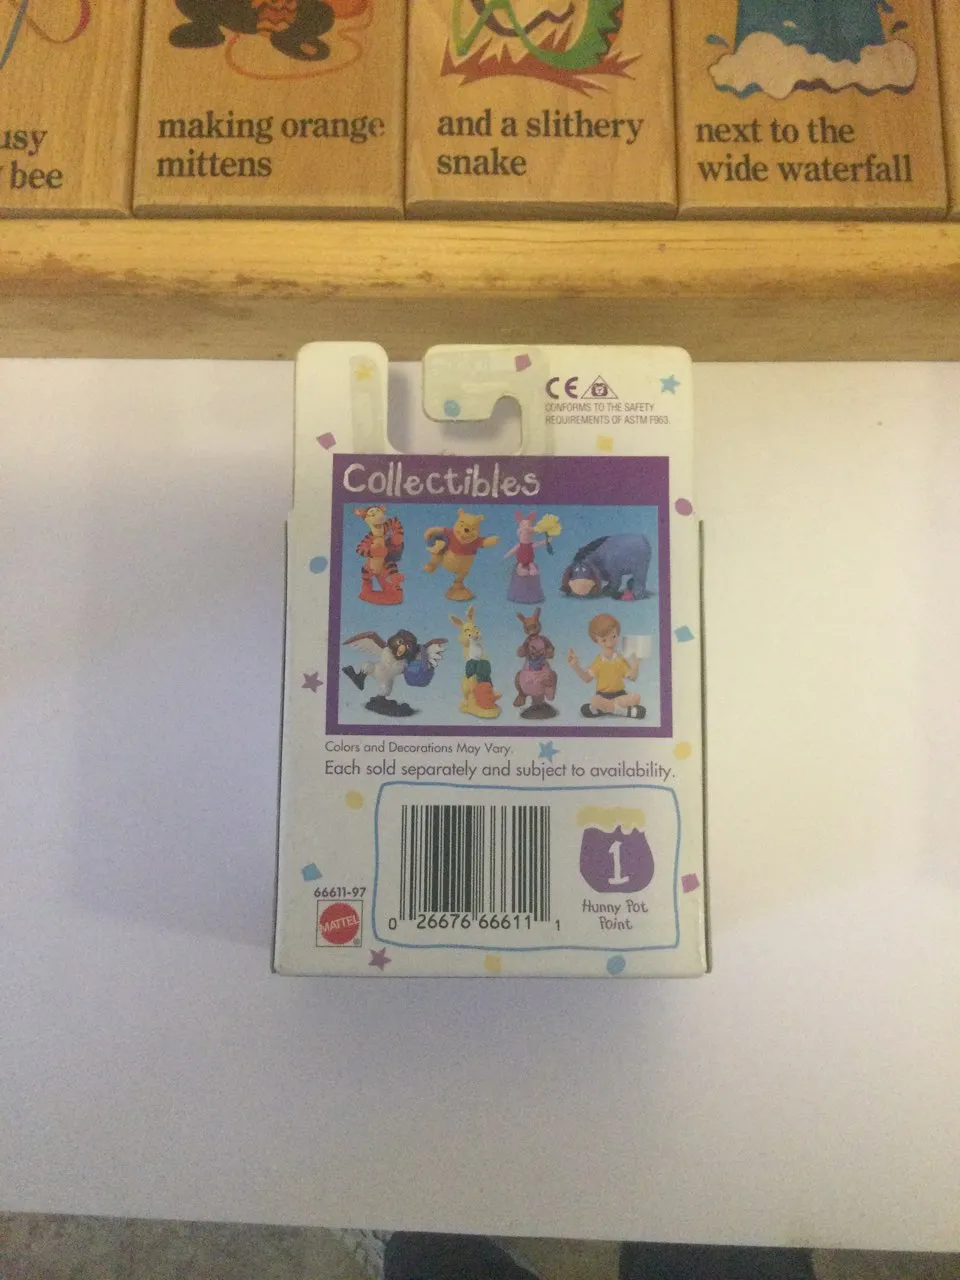 making orange
mittens
and a slithery
snake
next to the
wide waterfall
usy
bee
CE
CONFORMS TO THE SAFETY
REQUIREMENTS OF ASTM F963.
Collectibles
Colors and Decorations May Vary.
Each sold separately and subject to availability.
66611-97
MATTEL
®
0 26676 66611 1
1
Hunny Pot
Point